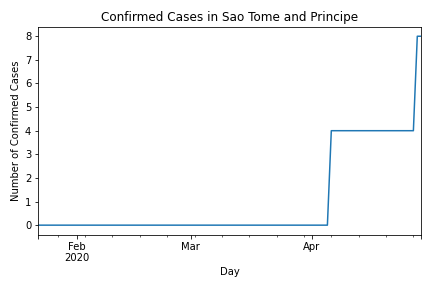 Confirmed Cases in Sao Tome and Principe
Number of Confirmed Cases
8
7
6
5
4
3
2
1
0
Feb
2020
Mar
Apr
Day